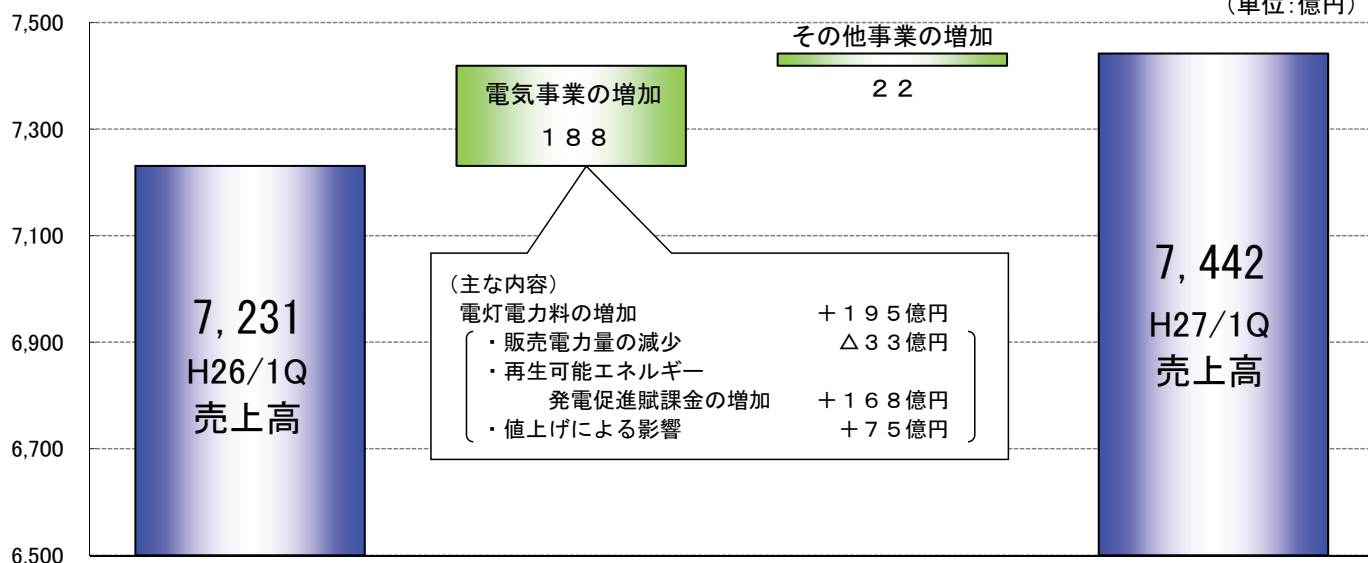 （単位：億円）
7,500
7,300
7,100
6,900
6,700
6,500
7,231
H26/1Q
売上高
電気事業の増加
１８８
その他事業の増加
２２
7,442
H27/1Q
売上高
（主な内容）
電灯電力料の増加 ＋１９５億円
・販売電力量の減少 △３３億円
・再生可能エネルギー
発電促進賦課金の増加 ＋１６８億円
・値上げによる影響 ＋７５億円